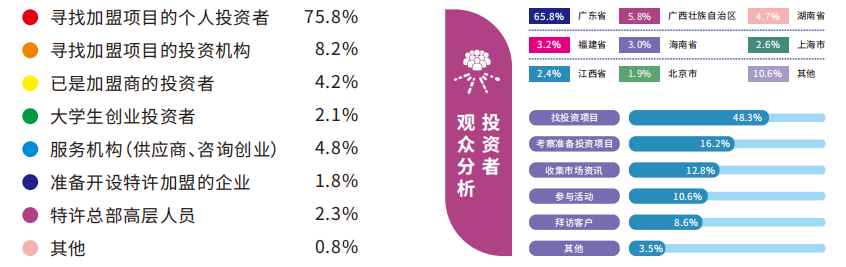 寻找加盟项目的个人投资者 75.8%
寻找加盟项目的投资机构 8.2%
已是加盟商的投资者 4.2%
大学生创业投资者 2.1%
服务机构(供应商、咨询创业) 4.8%
准备开设特许加盟的企业 1.8%
特许总部高层人员 2.3%
其他 0.8%
投资者
观众分析
65.8% 广东省 5.8% 广西壮族自治区 4.7% 湖南省
3.2% 福建省 3.0% 海南省 2.6% 上海市
2.4% 江西省 1.9% 北京市 10.6% 其他
找投资项目 48.3%
考察准备投资项目 16.2%
收集市场资讯 12.8%
参与活动 10.6%
拜访客户 8.6%
其他 3.5%